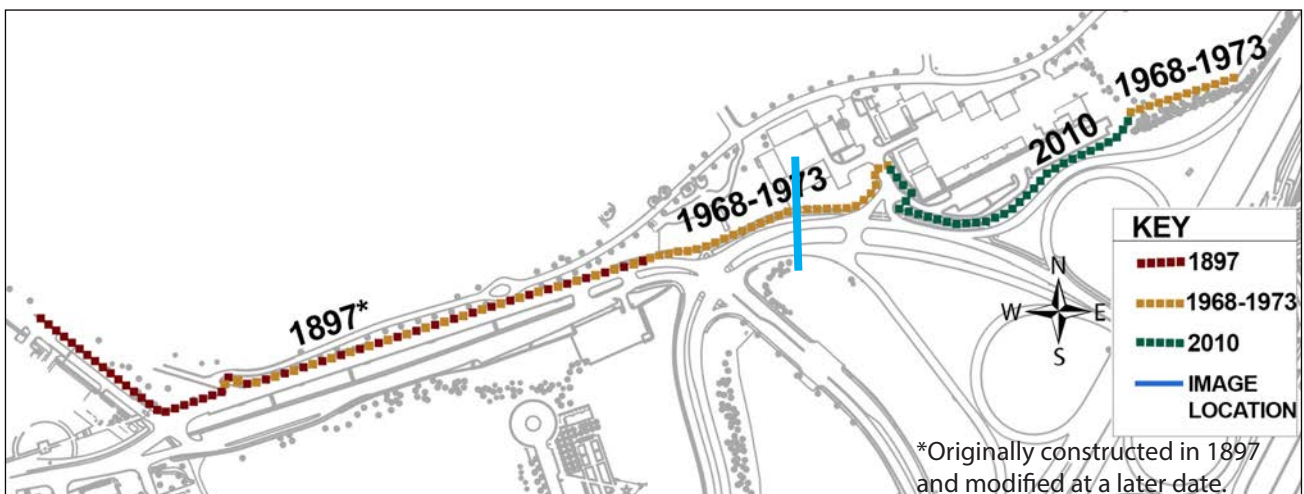 1968-1973
2010
1968-1973
1897*
KEY
1897
1968-1973
2010
IMAGE
LOCATION
N
W E
S
*Originally constructed in 1897
and modified at a later date.